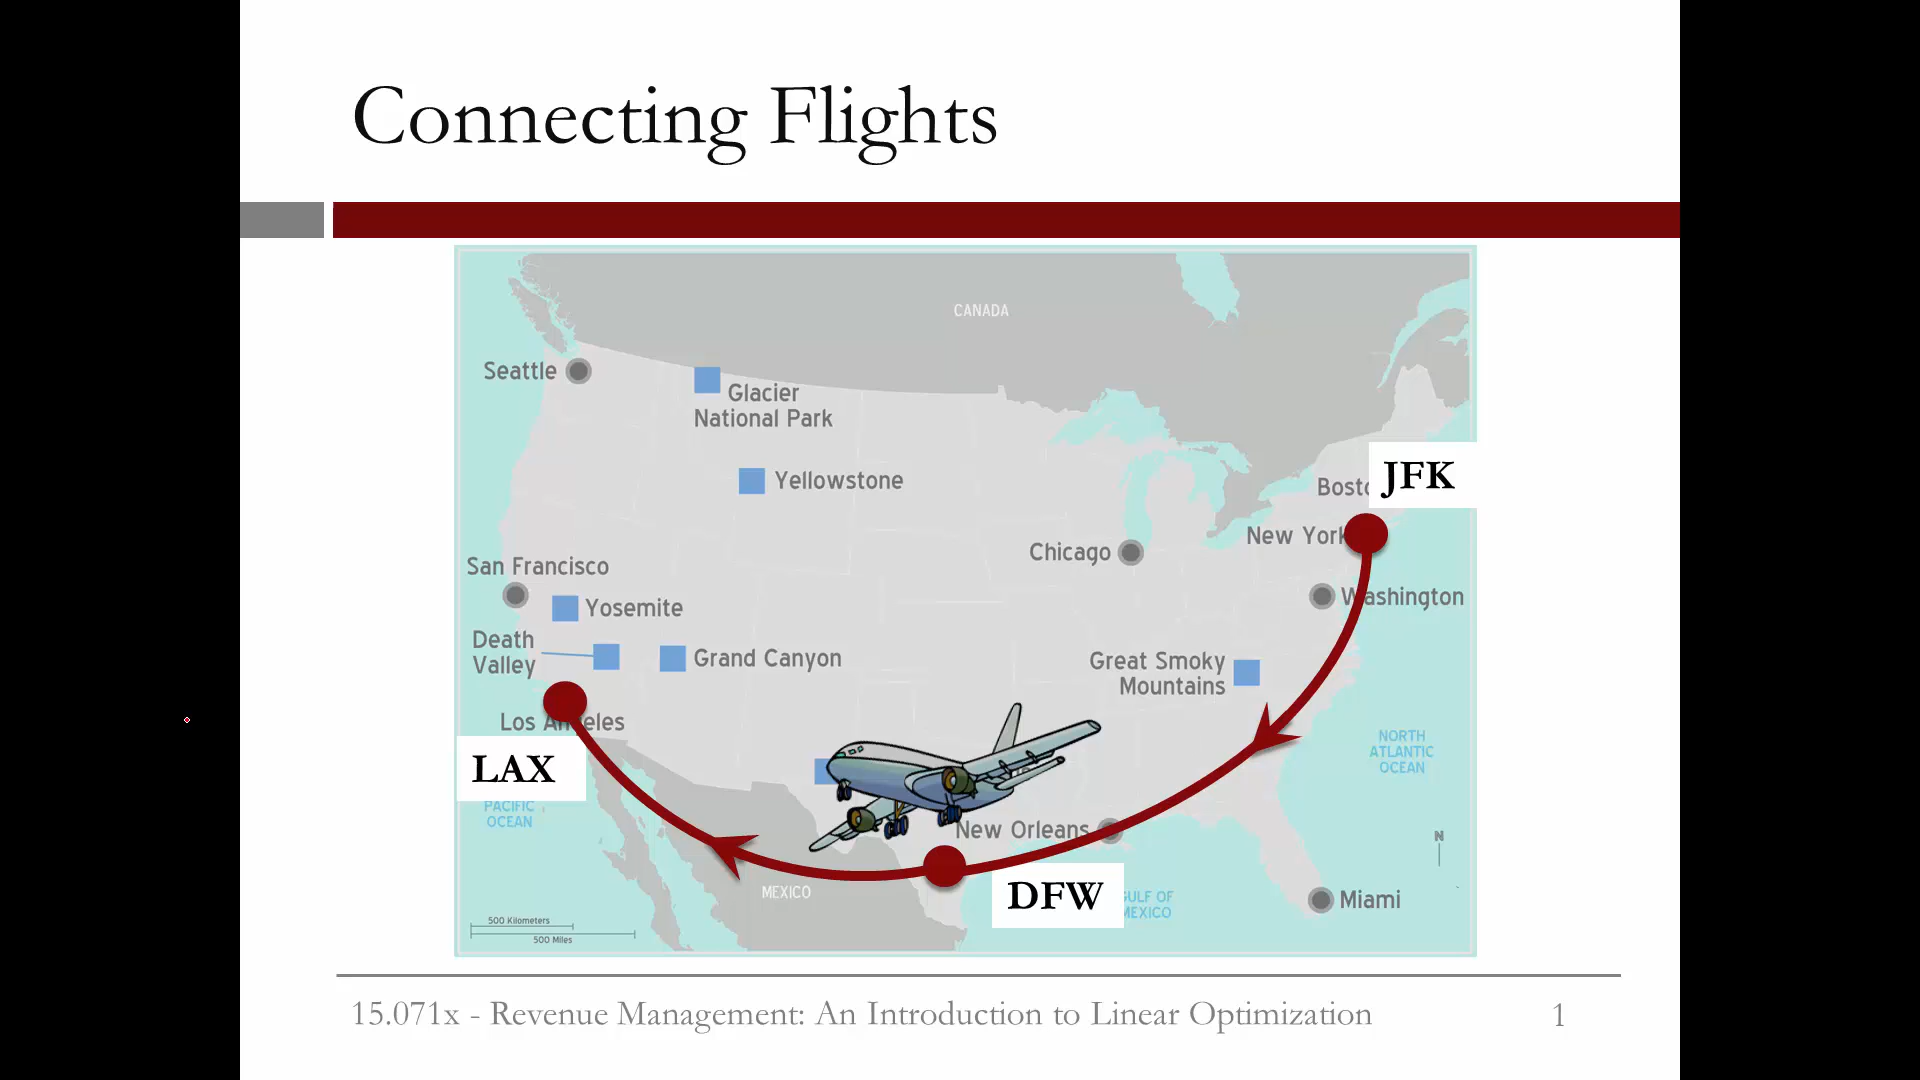 Connecting Flights
CANADA
Seattle
Glacier
National Park
Yellowstone
JFK
New York
Chicago
San Francisco
Washington
Yosemite
Death
Valley
Grand Canyon
Great Smoky
Mountains
Los Angeles
LAX
NORTH
ATLANTIC
OCEAN
PACIFIC
OCEAN
New Orleans
N
MEXICO
DFW
GULF OF
MEXICO
Miami
500 Kilometers
500 Miles
15.071x - Revenue Management: An Introduction to Linear Optimization
1